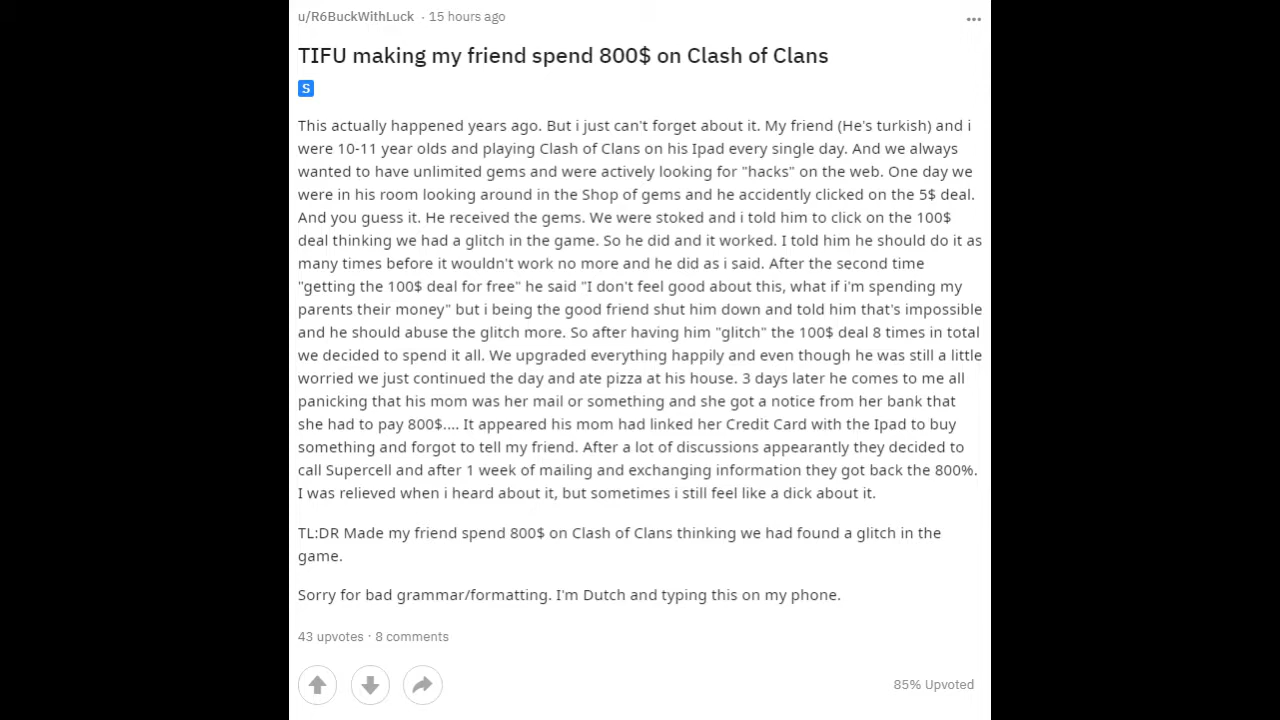 u/R6BuckWithLuck · 15 hours ago
TIFU making my friend spend 800$ on Clash of Clans
S
This actually happened years ago. But i just can't forget about it. My friend (He's turkish) and i
were 10-11 year olds and playing Clash of Clans on his Ipad every single day. And we always
wanted to have unlimited gems and were actively looking for "hacks" on the web. One day we
were in his room looking around in the Shop of gems and he accidently clicked on the 5$ deal.
And you guess it. He received the gems. We were stoked and i told him to click on the 100$
deal thinking we had a glitch in the game. So he did and it worked. I told him he should do it as
many times before it wouldn't work no more and he did as i said. After the second time
"getting the 100$ deal for free" he said "I don't feel good about this, what if i'm spending my
parents their money" but i being the good friend shut him down and told him that's impossible
and he should abuse the glitch more. So after having him "glitch" the 100$ deal 8 times in total
we decided to spend it all. We upgraded everything happily and even though he was still a little
worried we just continued the day and ate pizza at his house. 3 days later he comes to me all
panicking that his mom was her mail or something and she got a notice from her bank that
she had to pay 800$.... It appeared his mom had linked her Credit Card with the Ipad to buy
something and forgot to tell my friend. After a lot of discussions appearantly they decided to
call Supercell and after 1 week of mailing and exchanging information they got back the 800%.
I was relieved when i heard about it, but sometimes i still feel like a dick about it.
TL:DR Made my friend spend 800$ on Clash of Clans thinking we had found a glitch in the
game.
Sorry for bad grammar/formatting. I'm Dutch and typing this on my phone.
43 upvotes · 8 comments
85% Upvoted